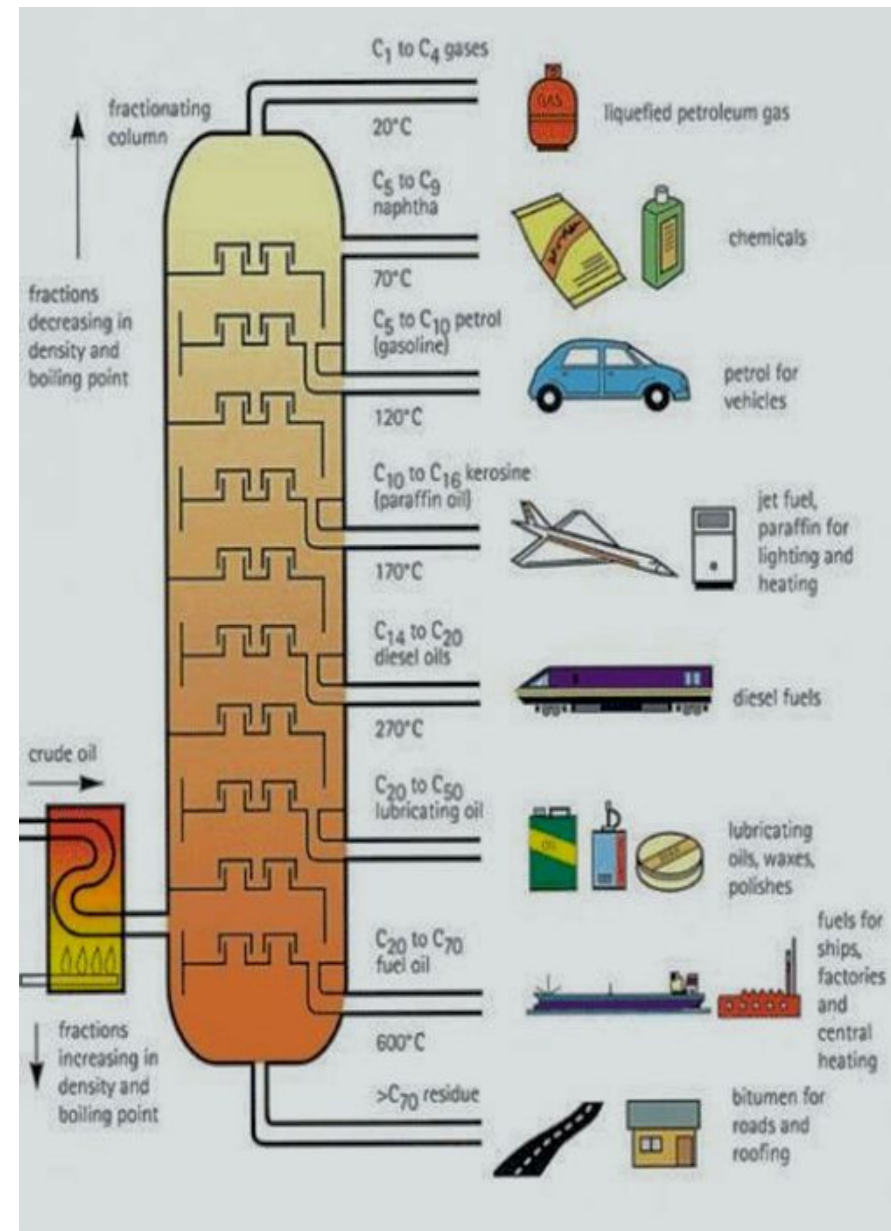 C₁ to C₄ gases
fractionating
column
20°C
GAS
liquefied petroleum gas
C₅ to C₉
naphtha
chemicals
70°C
fractions
decreasing in
density and
boiling point
C₅ to C₁₀ petrol
(gasoline)
petrol for
vehicles
120°C
C₁₀ to C₁₆ kerosine
(paraffin oil)
jet fuel,
paraffin for
lighting and
heating
170°C
C₁₄ to C₂₀
diesel oils
diesel fuels
270°C
crude oil
C₂₀ to C₅₀
lubricating oil
OIL
lubricating
oils, waxes,
polishes
C₂₀ to C₇₀
fuel oil
fuels for
ships,
factories
and
central
heating
600°C
fractions
increasing in
density and
boiling point
>C₇₀ residue
bitumen for
roads and
roofing